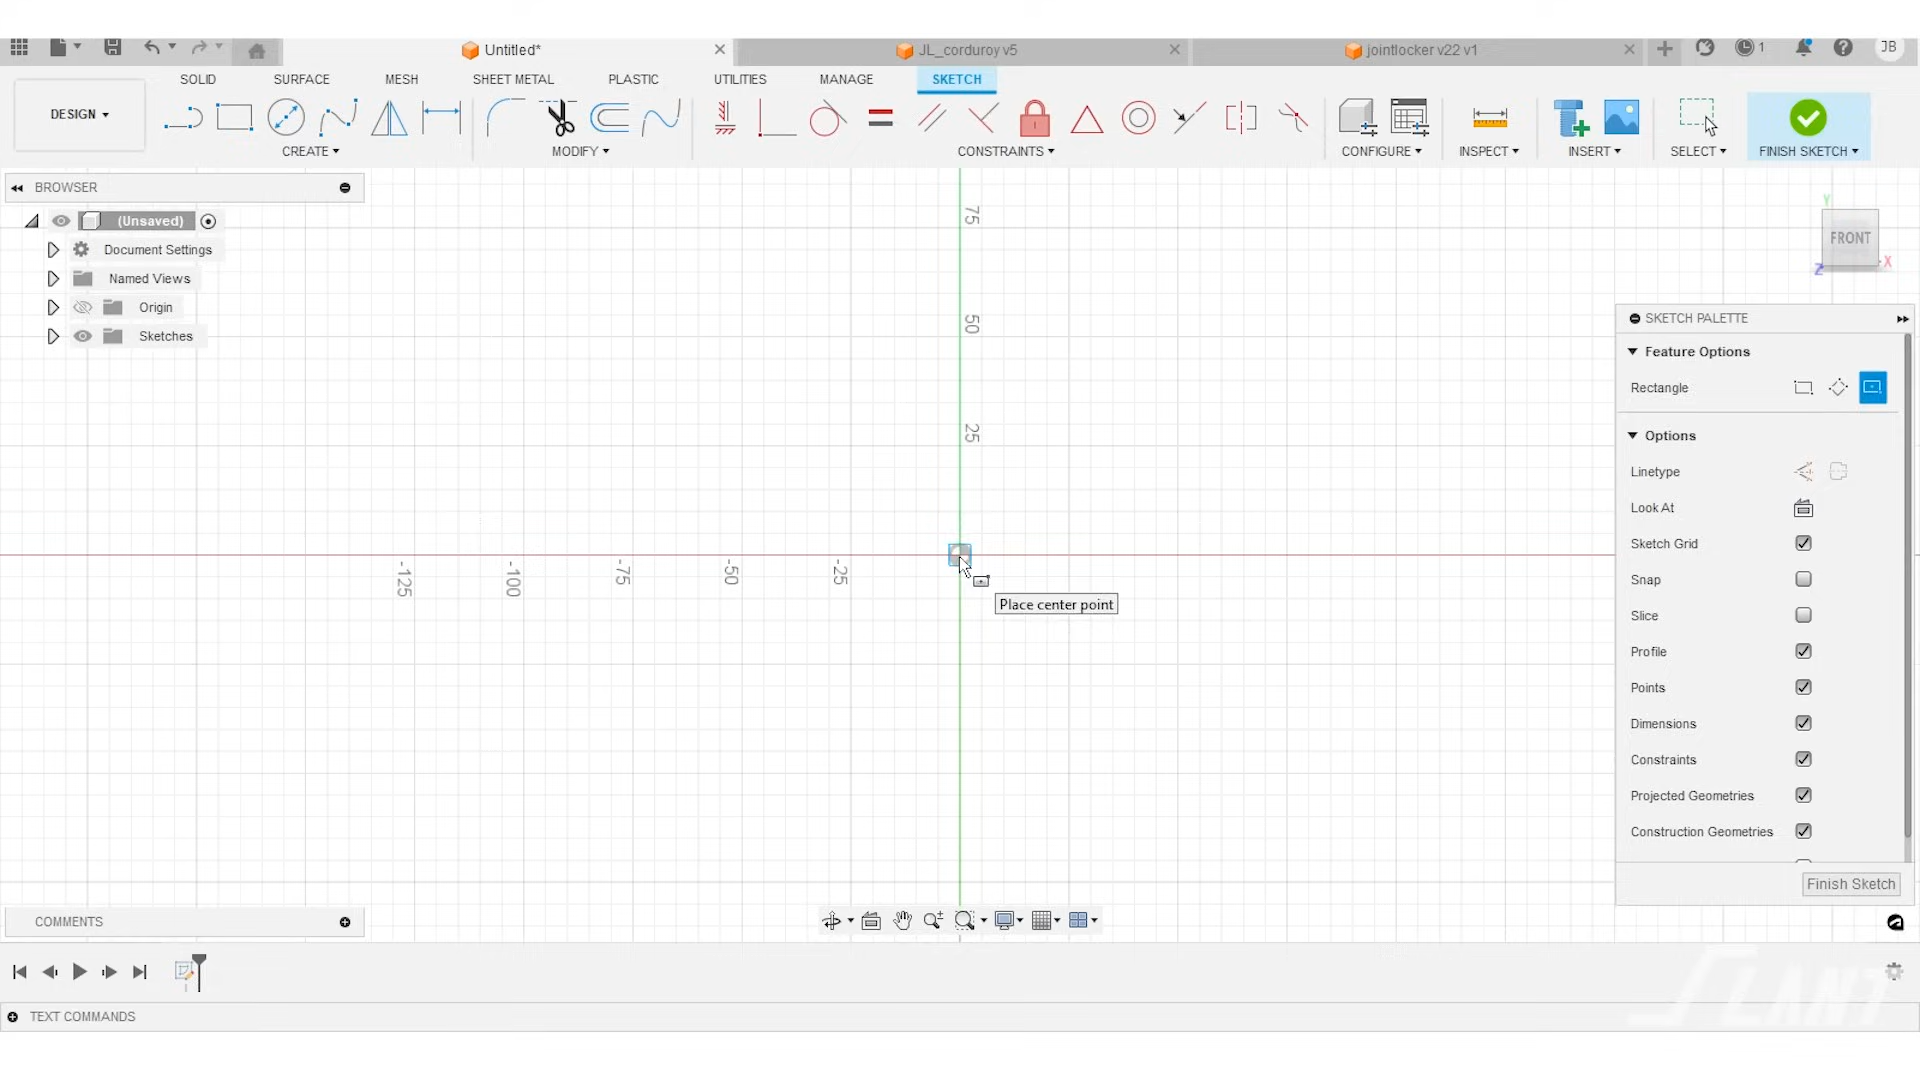 Untitled*
JL_corduroy v5
jointlocker v22 v1
1
JB
DESIGN
SOLID
SURFACE
MESH
SHEET METAL
PLASTIC
UTILITIES
MANAGE
SKETCH
CREATE
MODIFY
CONSTRAINTS
CONFIGURE
INSPECT
INSERT
SELECT
FINISH SKETCH
BROWSER
(Unsaved)
Document Settings
Named Views
Origin
Sketches
75
50
25
-125
-100
-75
-50
-25
Place center point
Y
FRONT
X
Z
SKETCH PALETTE
Feature Options
Rectangle
Options
Linetype
Look At
Sketch Grid
Snap
Slice
Profile
Points
Dimensions
Constraints
Projected Geometries
Construction Geometries
Finish Sketch
COMMENTS
TEXT COMMANDS
SLANT